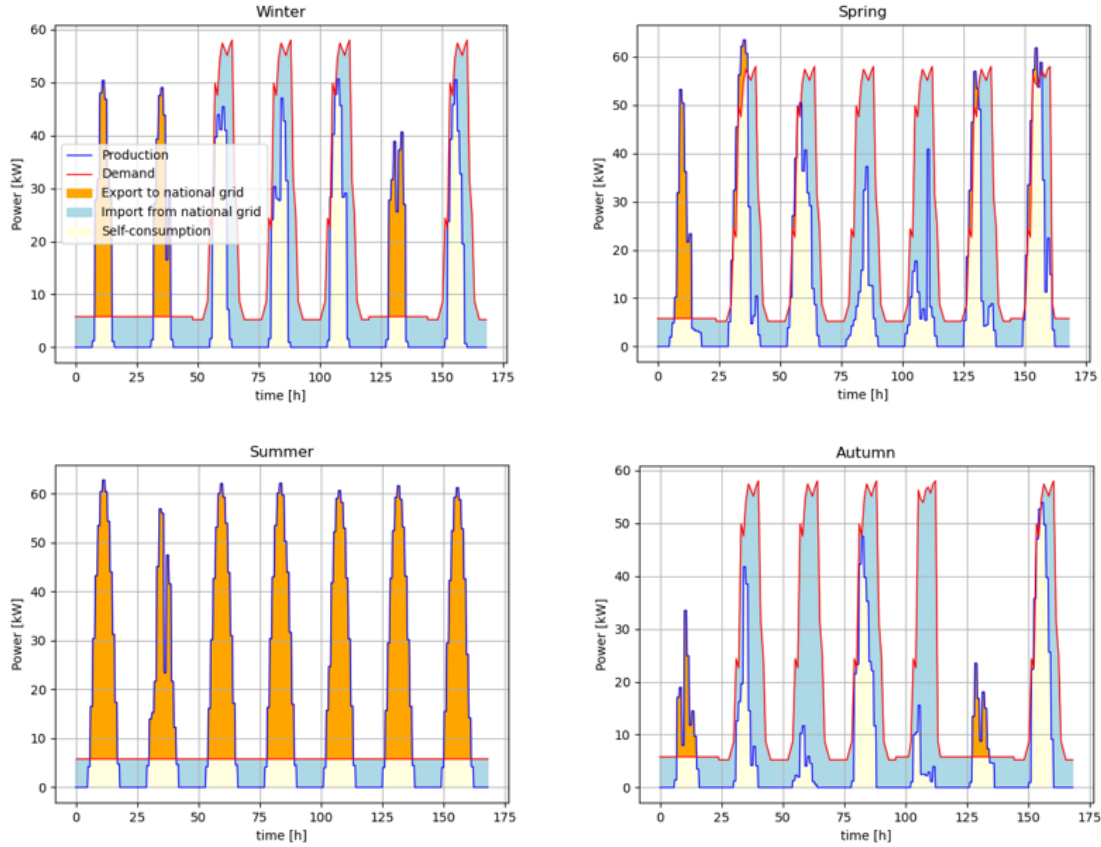 Winter
Power [kW]
60
50
40
30
20
10
0
Production
Demand
Export to national grid
Import from national grid
Self-consumption
0 25 50 75 100 125 150 175
time [h]
Spring
Power [kW]
60
50
40
30
20
10
0
0 25 50 75 100 125 150 175
time [h]
Summer
Power [kW]
60
50
40
30
20
10
0
0 25 50 75 100 125 150 175
time [h]
Autumn
Power [kW]
60
50
40
30
20
10
0
0 25 50 75 100 125 150 175
time [h]